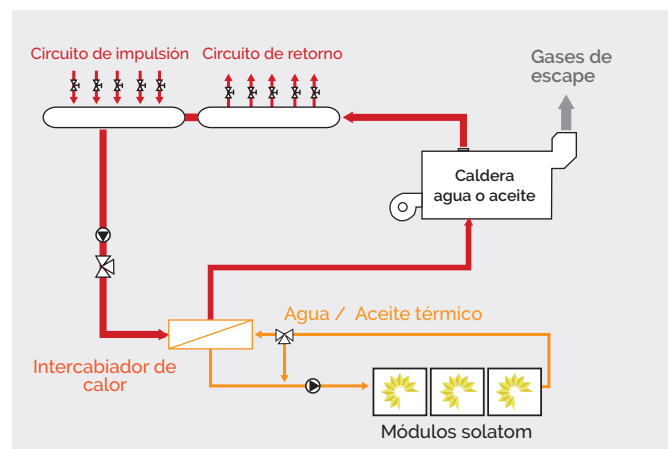 Circuito de impulsión
Circuito de retorno
Gases de
escape
Caldera
agua o aceite
Agua / Aceite térmico
Intercabiador de
calor
Módulos solatom